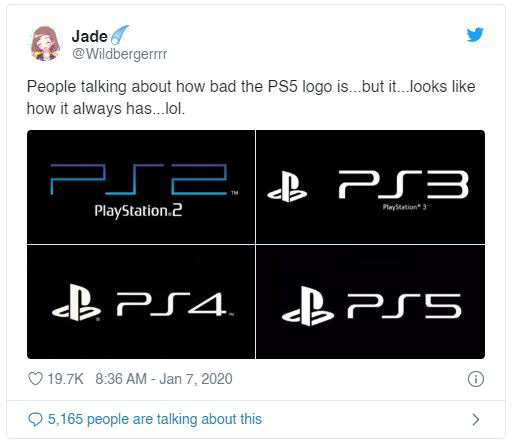 Jade
@Wildbergerrrr
People talking about how bad the PS5 logo is...but it...looks like
how it always has...lol.
PS2 ™
PlayStation.2
PS3
PlayStation® 3
PS4 ™
PS5
19.7K 8:36 AM - Jan 7, 2020
5,165 people are talking about this